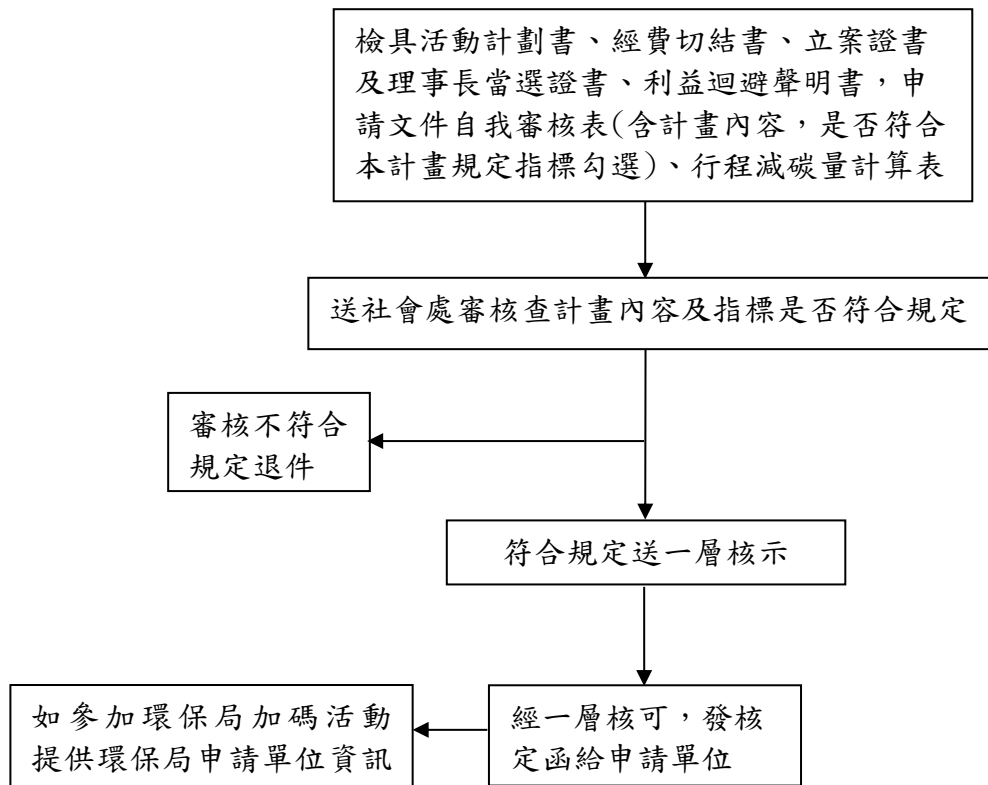 檢具活動計劃書、經費切結書、立案證書
及理事長當選證書、利益迴避聲明書，申
請文件自我審核表(含計畫內容，是否符合
本計畫規定指標勾選)、行程減碳量計算表
送社會處審核查計畫內容及指標是否符合規定
審核不符合
規定退件
符合規定送一層核示
如參加環保局加碼活動
提供環保局申請單位資訊
經一層核可，發核
定函給申請單位